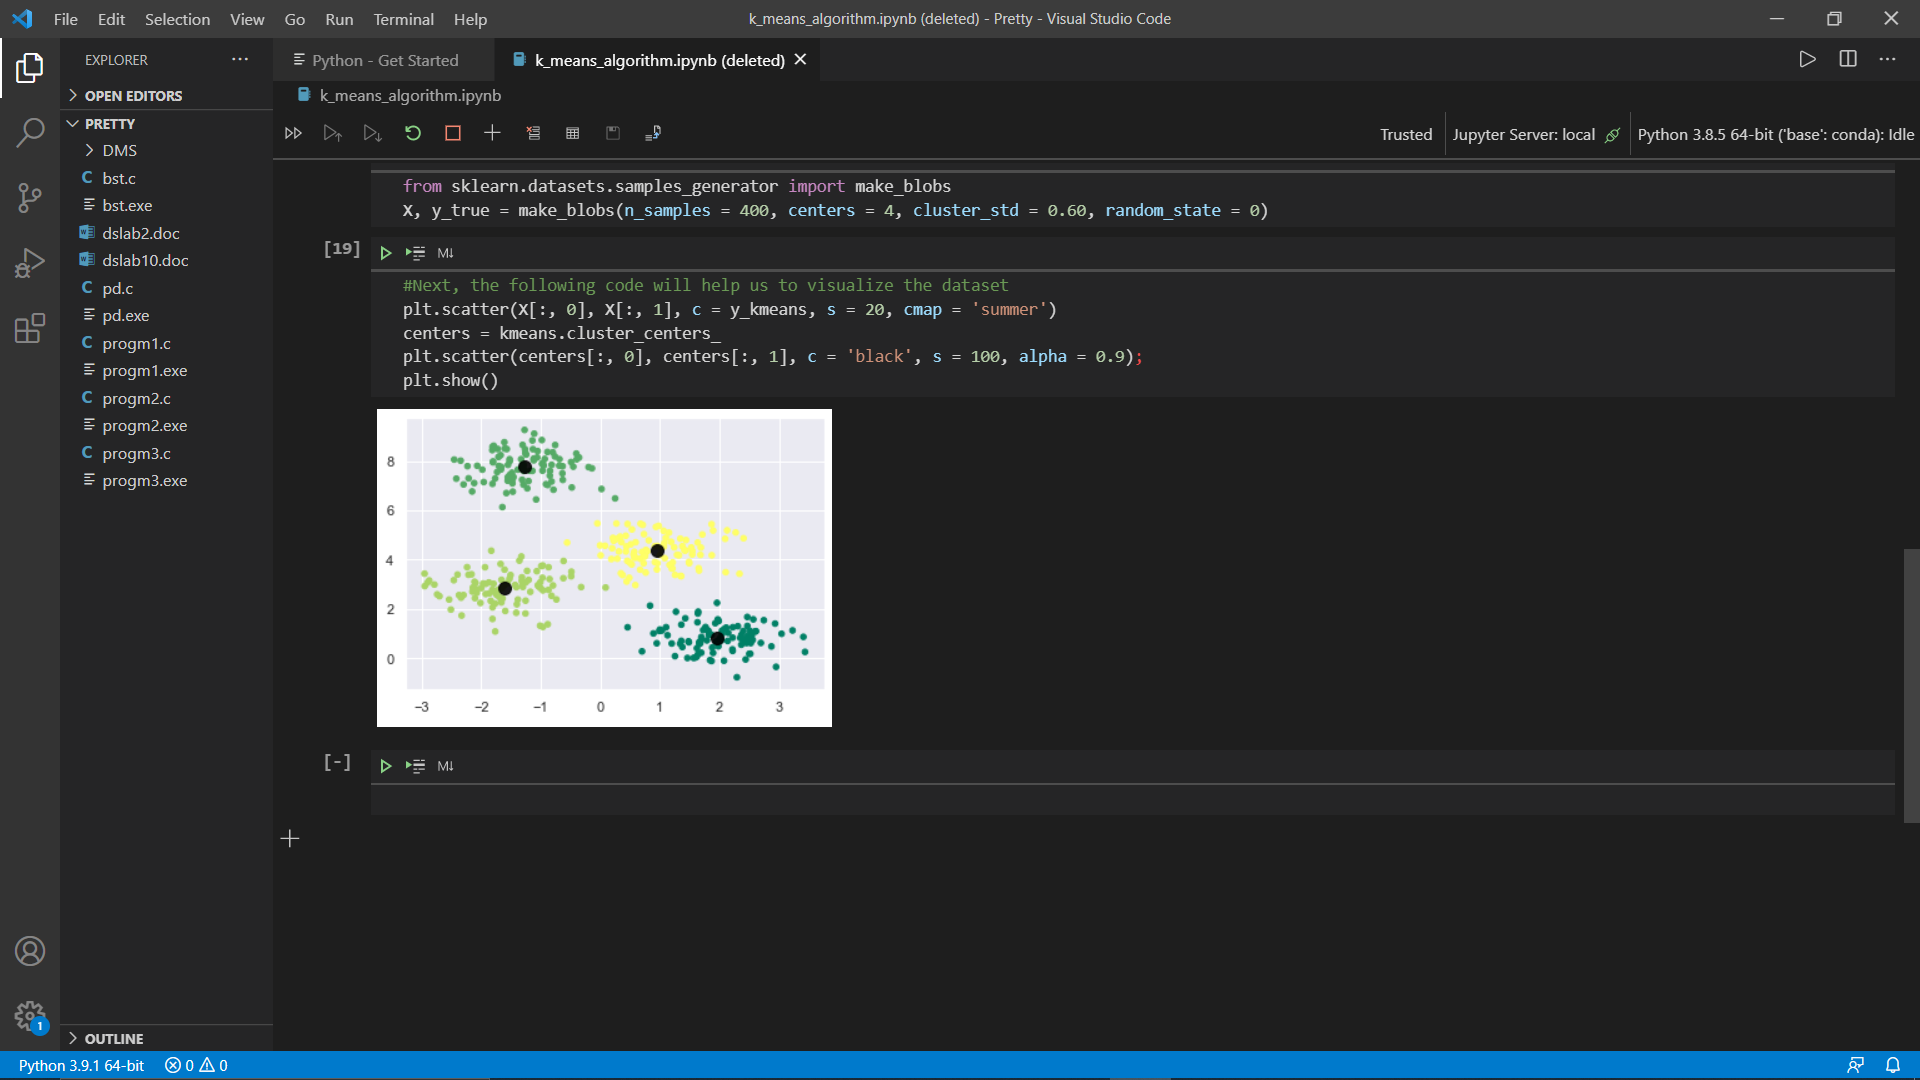 File Edit Selection View Go Run Terminal Help
k_means_algorithm.ipynb (deleted) - Pretty - Visual Studio Code
EXPLORER
Python - Get Started
k_means_algorithm.ipynb (deleted)
OPEN EDITORS
k_means_algorithm.ipynb
PRETTY
DMS
bst.c
bst.exe
dslab2.doc
dslab10.doc
pd.c
pd.exe
progm1.c
progm1.exe
progm2.c
progm2.exe
progm3.c
progm3.exe
Trusted
Jupyter Server: local
Python 3.8.5 64-bit ('base': conda): Idle
from sklearn.datasets.samples_generator import make_blobs
X, y_true = make_blobs(n_samples = 400, centers = 4, cluster_std = 0.60, random_state = 0)
[19]
M↓
#Next, the following code will help us to visualize the dataset
plt.scatter(X[:, 0], X[:, 1], c = y_kmeans, s = 20, cmap = 'summer')
centers = kmeans.cluster_centers_
plt.scatter(centers[:, 0], centers[:, 1], c = 'black', s = 100, alpha = 0.9);
plt.show()
8
6
4
2
0
−3 −2 −1 0 1 2 3
[-]
M↓
1
OUTLINE
Python 3.9.1 64-bit
0
0